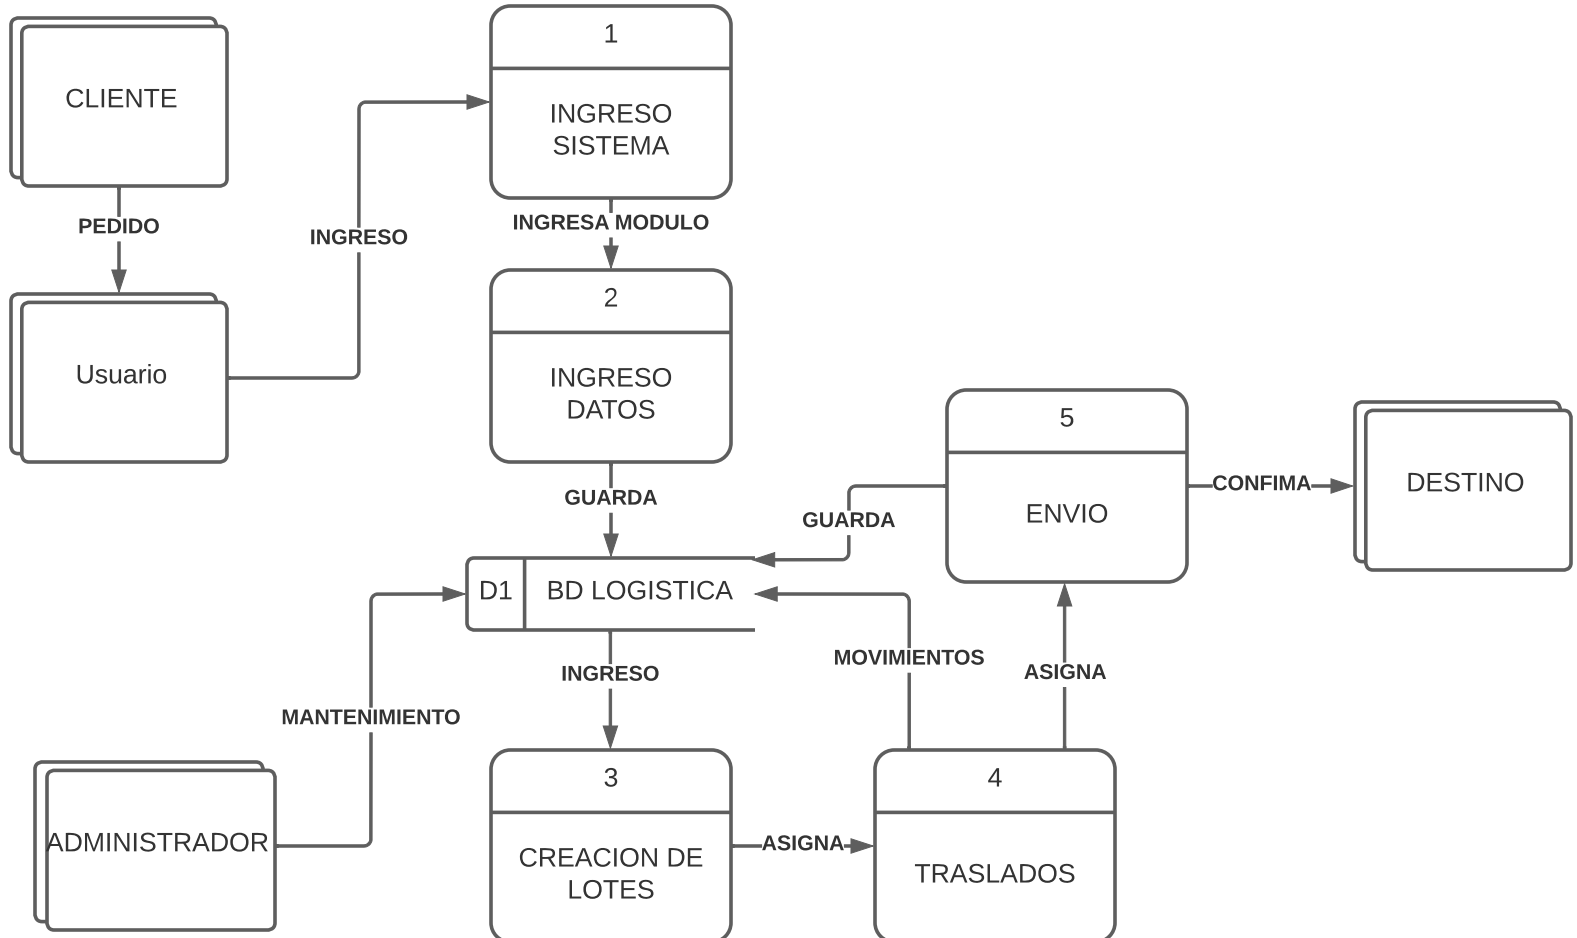 CLIENTE
PEDIDO
Usuario
INGRESO
1
INGRESO
SISTEMA
INGRESA MODULO
2
INGRESO
DATOS
GUARDA
D1
BD LOGISTICA
INGRESO
MANTENIMIENTO
ADMINISTRADOR
3
CREACION DE
LOTES
ASIGNA
4
TRASLADOS
MOVIMIENTOS
ASIGNA
5
ENVIO
GUARDA
CONFIMA
DESTINO